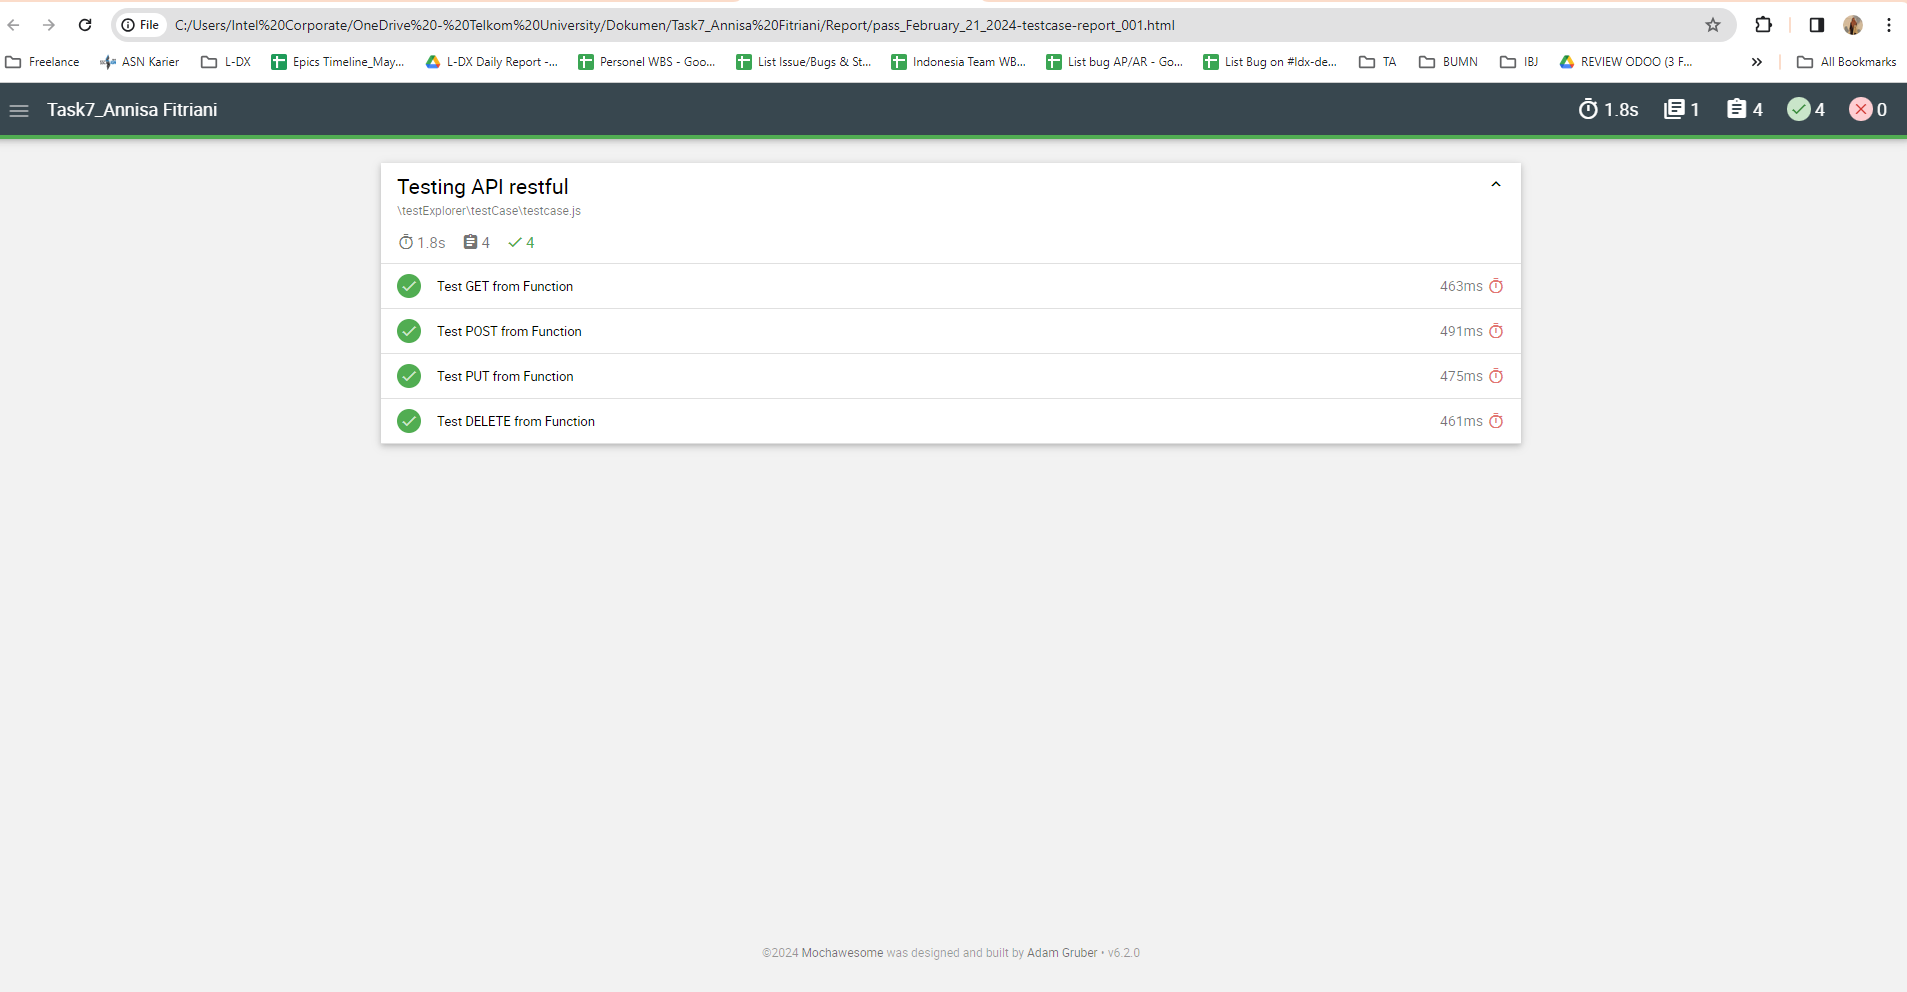 File C:/Users/Intel%20Corporate/OneDrive%20-%20Telkom%20University/Dokumen/Task7_Annisa%20Fitriani/Report/pass_February_21_2024-testcase-report_001.html
Freelance ASN Karier L-DX Epics Timeline_May... L-DX Daily Report -... Personel WBS - Goo... List Issue/Bugs & St... Indonesia Team WB... List bug AP/AR - Go... List Bug on #ldx-de... TA BUMN IBJ REVIEW ODOO (3 F... » All Bookmarks
Task7_Annisa Fitriani 1.8s 1 4 4 0
Testing API restful
\testExplorer\testCase\testcase.js
1.8s 4 4
Test GET from Function 463ms
Test POST from Function 491ms
Test PUT from Function 475ms
Test DELETE from Function 461ms
©2024 Mochawesome was designed and built by Adam Gruber • v6.2.0